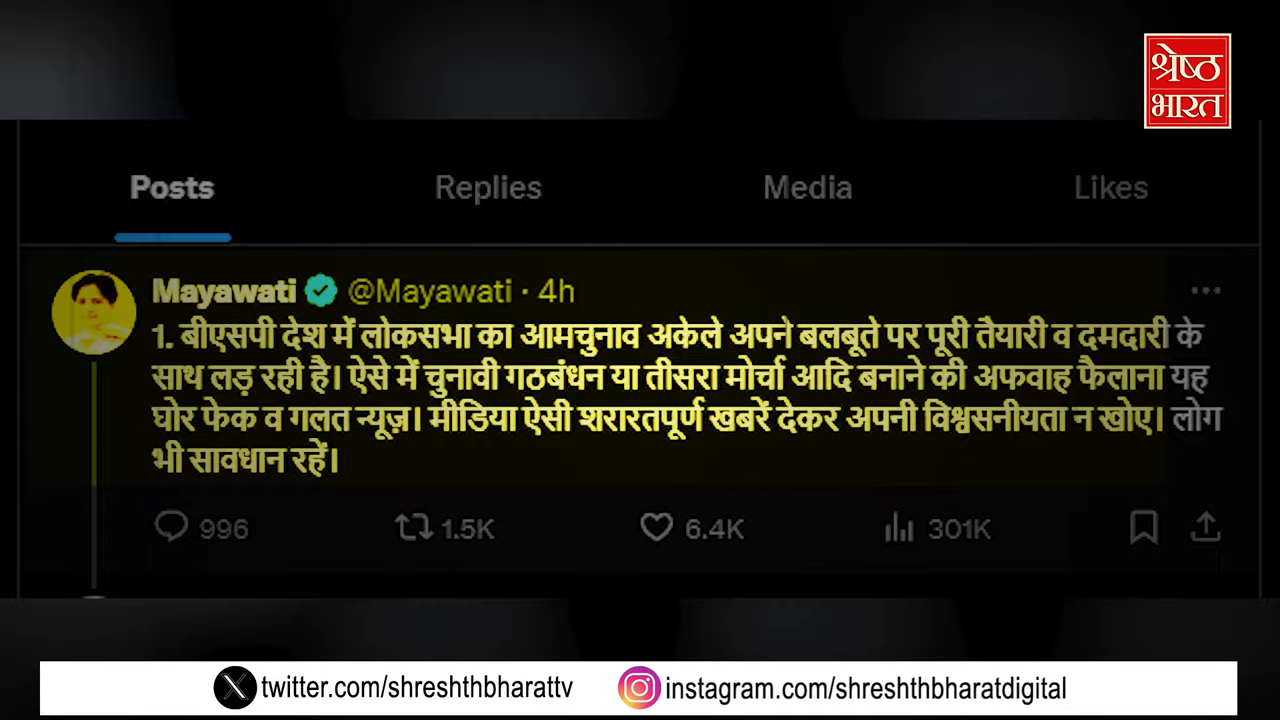 श्रेष्ठ
भारत
Posts Replies Media Likes
Mayawati @Mayawati · 4h
1. बीएसपी देश में लोकसभा का आमचुनाव अकेले अपने बलबूते पर पूरी तैयारी व दमदारी के
साथ लड़ रही है। ऐसे में चुनावी गठबंधन या तीसरा मोर्चा आदि बनाने की अफवाह फैलाना यह
घोर फेक व गलत न्यूज़। मीडिया ऐसी शरारतपूर्ण खबरें देकर अपनी विश्वसनीयता न खोए। लोग
भी सावधान रहें।
996 1.5K 6.4K 301K
twitter.com/shreshthbharattv instagram.com/shreshthbharatdigital